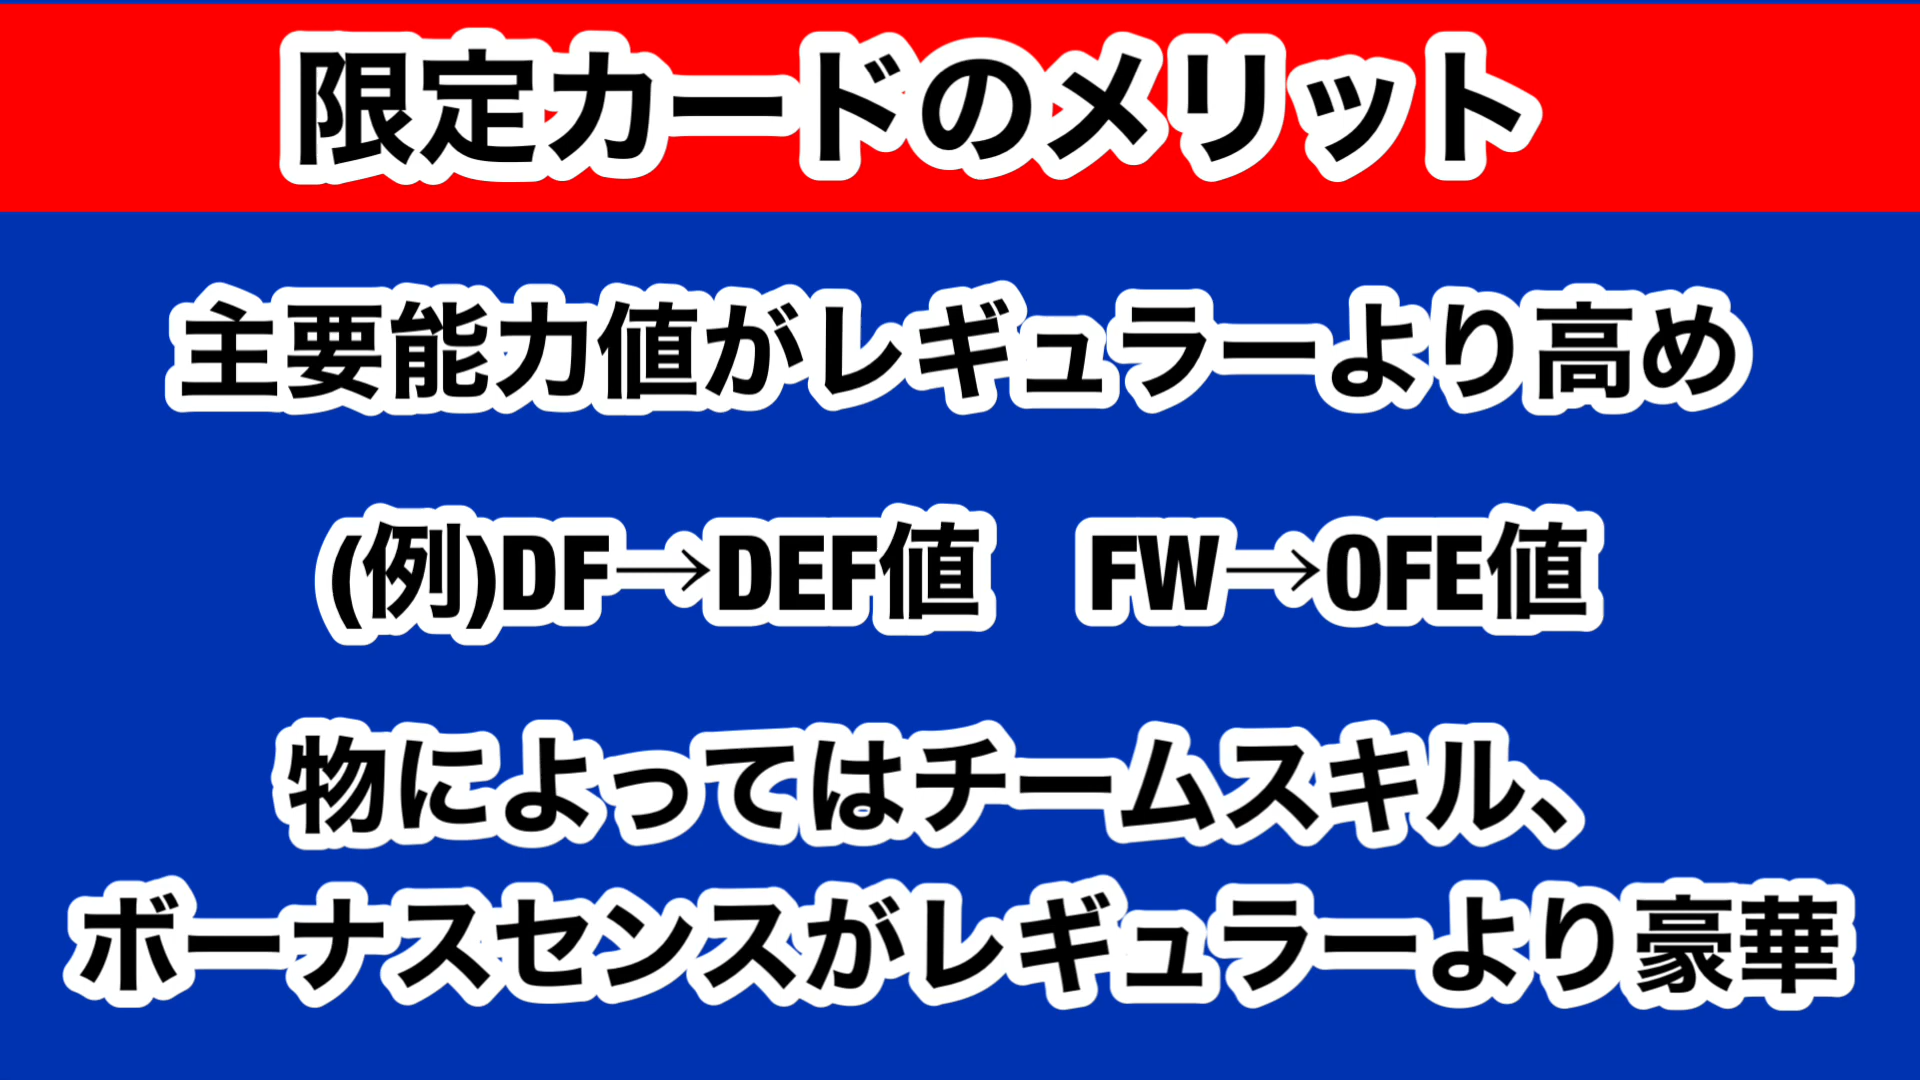 限定カードのメリット
主要能力値がレギュラーより高め
(例)DF→DEF値　FW→OFE値
物によってはチームスキル、
ボーナスセンスがレギュラーより豪華